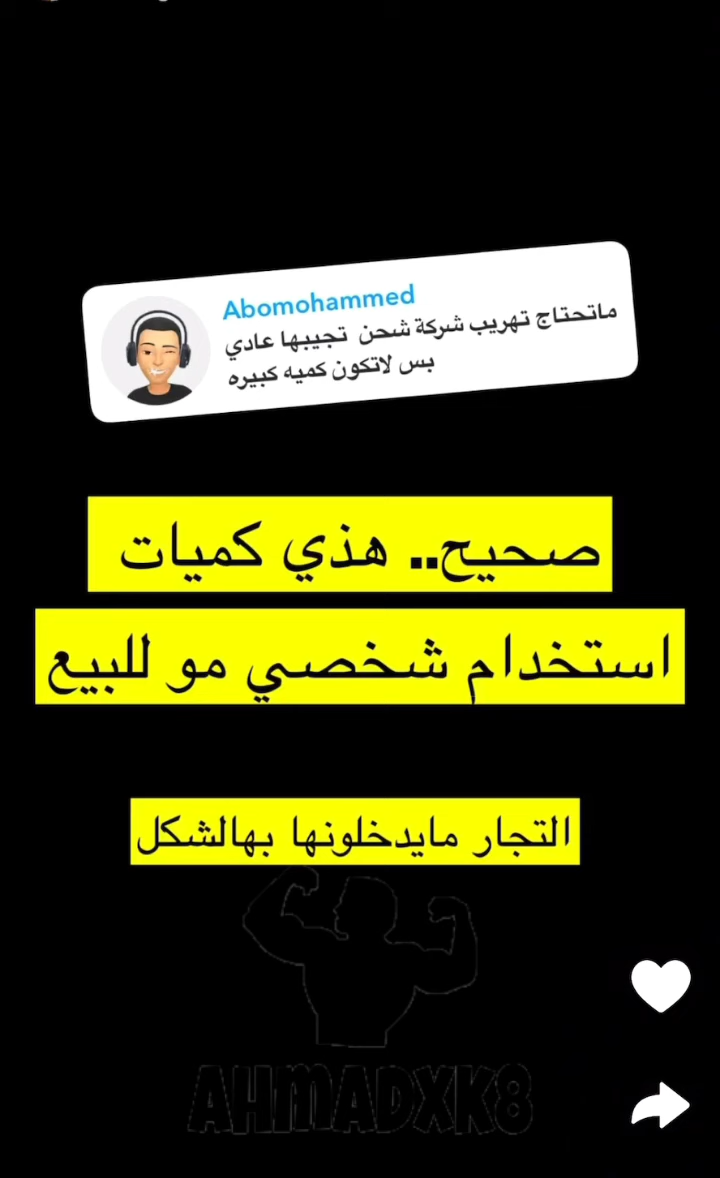 Abomohammed
ماتحتاج تهريب شركة شحن تجيبها عادي
بس لاتكون كميه كبيره
صحيح.. هذي كميات
استخدام شخصي مو للبيع
التجار مايدخلونها بهالشكل
AHMADXK8